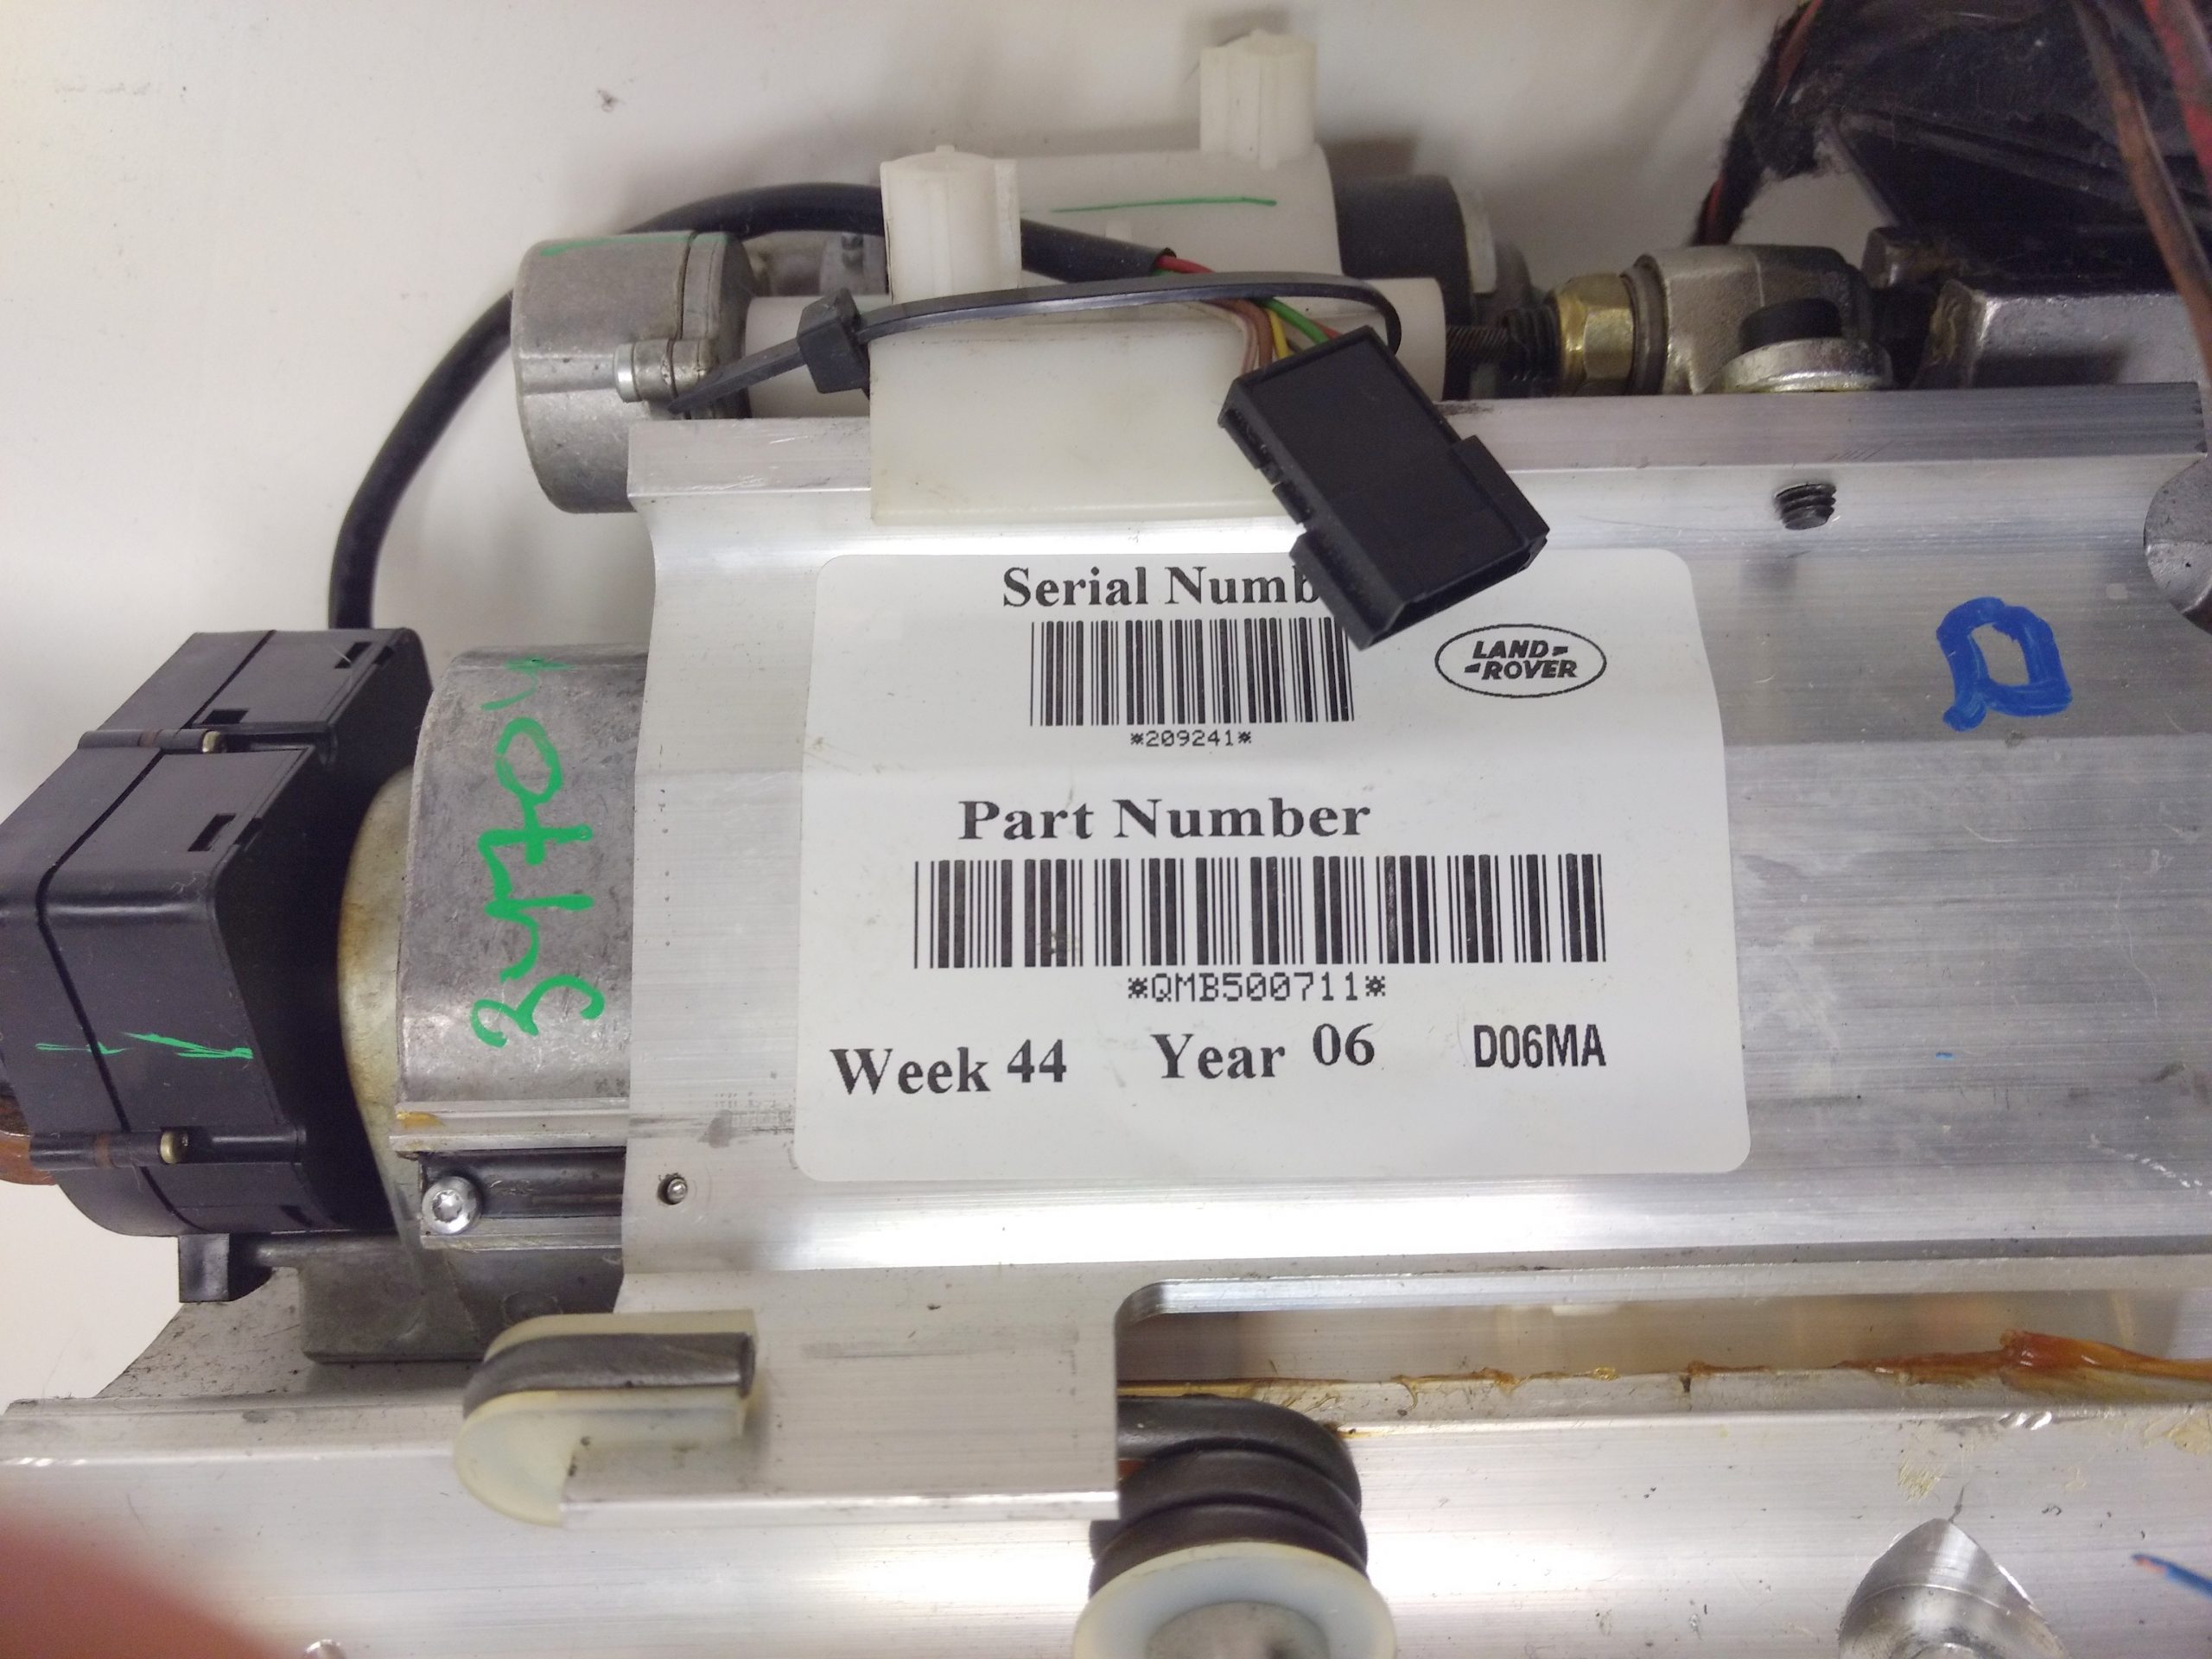 Serial Numb
LAND-
-ROVER
*209241*
Part Number
*QMB500711*
Week 44 Year 06 D06MA